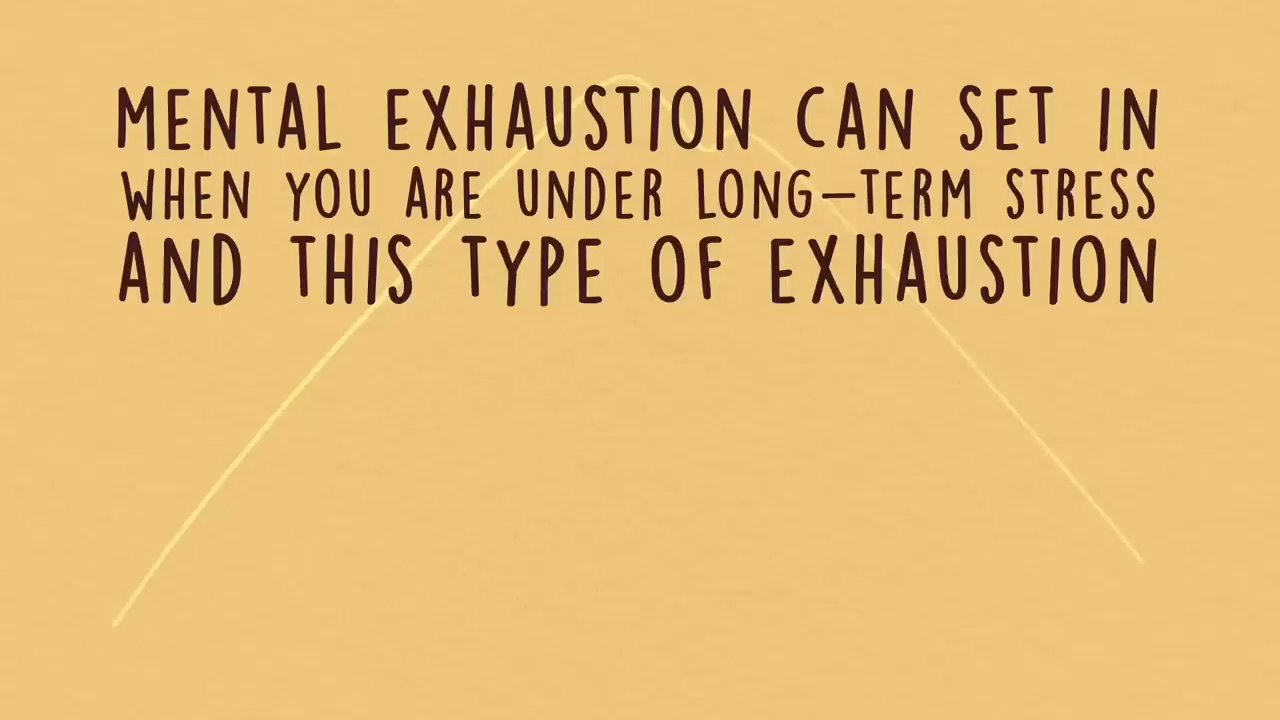 MENTAL EXHAUSTION CAN SET IN
WHEN YOU ARE UNDER LONG-TERM STRESS
AND THIS TYPE OF EXHAUSTION